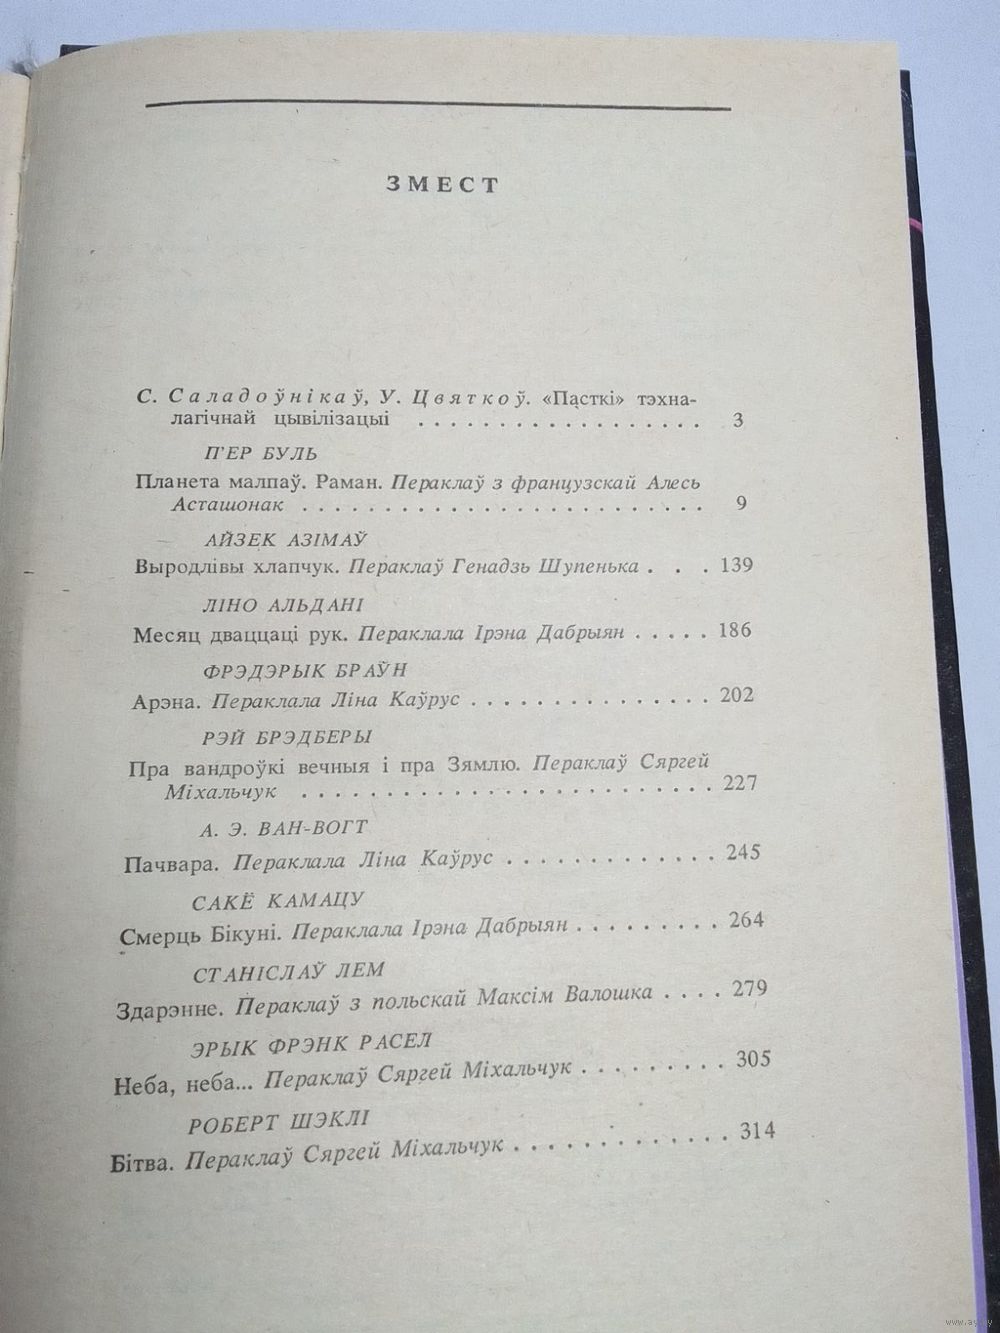 ЗМЕСТ
С. Саладоўнікаў, У. Цвяткоў. «Пасткі» тэхна-
лагічнай цывілізацыі . . . . . . . . . . . . . . . . . . 3
П'ЕР БУЛЬ
Планета малпаў. Раман. Пераклаў з французскай Алесь
Асташонак . . . . . . . . . . . . . . . . . . . . . . . . 9
АЙЗЕК АЗІМАЎ
Выродлівы хлапчук. Пераклаў Генадзь Шупенька . . . 139
ЛІНО АЛЬДАНІ
Месяц дваццаці рук. Пераклала Ірэна Дабрыян . . . . . 186
ФРЭДЭРЫК БРАЎН
Арэна. Пераклала Ліна Каўрус . . . . . . . . . . . . . . . 202
РЭЙ БРЭДБЕРЫ
Пра вандроўкі вечныя і пра Зямлю. Пераклаў Сяргей
Міхальчук . . . . . . . . . . . . . . . . . . . . . . . . . 227
А. Э. ВАН-ВОГТ
Пачвара. Пераклала Ліна Каўрус . . . . . . . . . . . . . 245
САКЁ КАМАЦУ
Смерць Бікуні. Пераклала Ірэна Дабрыян . . . . . . . . . 264
СТАНІСЛАЎ ЛЕМ
Здарэнне. Пераклаў з польскай Максім Валошка . . . . 279
ЭРЫК ФРЭНК РАСЕЛ
Неба, неба... Пераклаў Сяргей Міхальчук . . . . . . . . . 305
РОБЕРТ ШЭКЛІ
Бітва. Пераклаў Сяргей Міхальчук . . . . . . . . . . . . . 314
www.ay.by